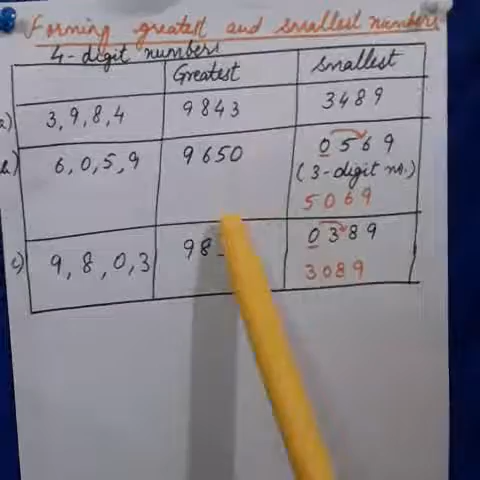 Forming greatest and smallest numbers
4-digit numbers
Greatest Smallest
a) 3, 9, 8, 4 9843 3489
6, 0, 5, 9 9650 0569
(3-digit no.)
5069
c) 9, 8, 0, 3 98 0389
3089